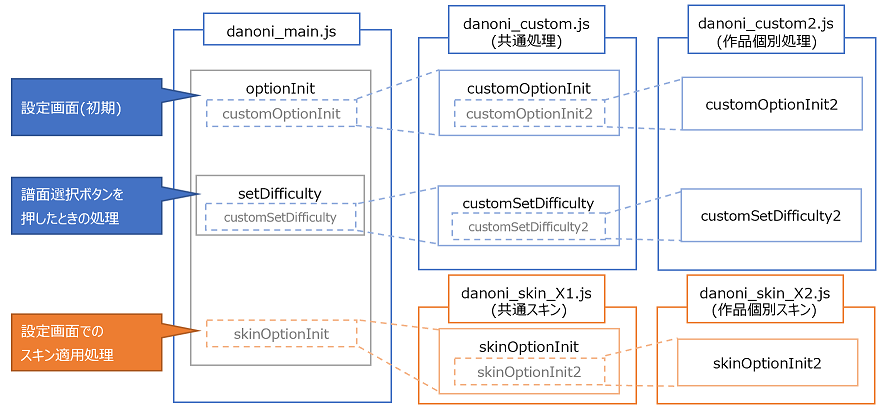 danoni_main.js
danoni_custom.js
(共通処理)
danoni_custom2.js
(作品個別処理)
設定画面(初期)
optionInit
customOptionInit
customOptionInit
customOptionInit2
customOptionInit2
譜面選択ボタンを
押したときの処理
setDifficulty
customSetDifficulty
customSetDifficulty
customSetDifficulty2
customSetDifficulty2
danoni_skin_X1.js
(共通スキン)
danoni_skin_X2.js
(作品個別スキン)
設定画面での
スキン適用処理
skinOptionInit
skinOptionInit
skinOptionInit2
skinOptionInit2